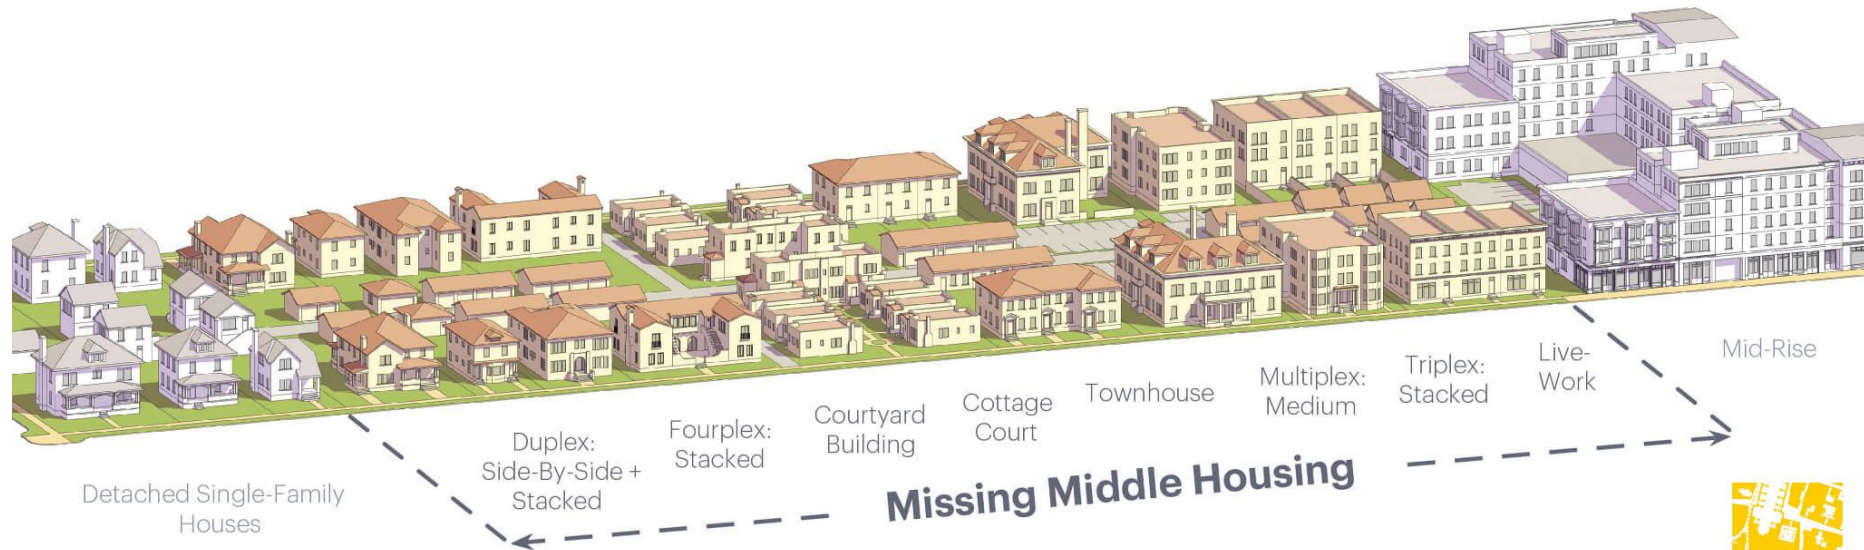 Detached Single-Family
Houses
Duplex:
Side-By-Side +
Stacked
Fourplex:
Stacked
Courtyard
Building
Cottage
Court
Townhouse
Multiplex:
Medium
Triplex:
Stacked
Live-
Work
Mid-Rise
Missing Middle Housing